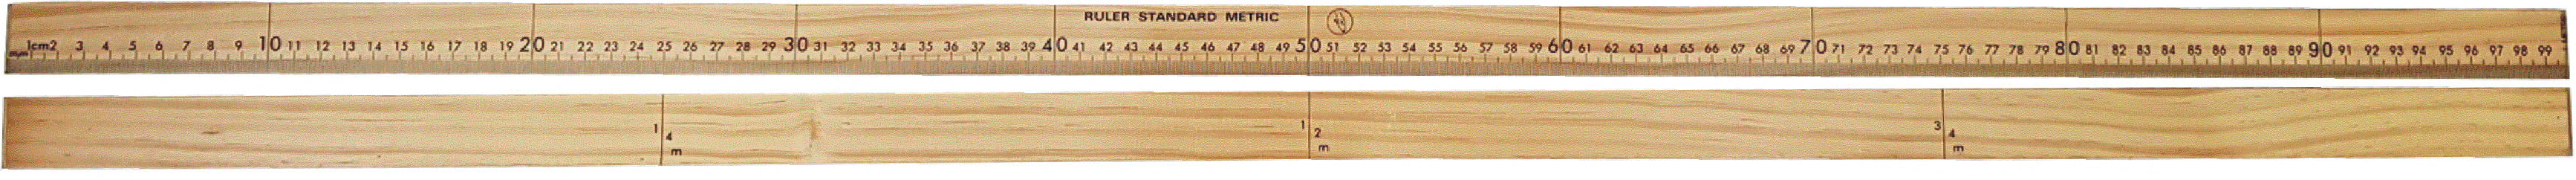 RULER STANDARD METRIC
mm 1cm 2 3 4 5 6 7 8 9 10 11 12 13 14 15 16 17 18 19 20 21 22 23 24 25 26 27 28 29 30 31 32 33 34 35 36 37 38 39 40 41 42 43 44 45 46 47 48 49 50 51 52 53 54 55 56 57 58 59 60 61 62 63 64 65 66 67 68 69 70 71 72 73 74 75 76 77 78 79 80 81 82 83 84 85 86 87 88 89 90 91 92 93 94 95 96 97 98 99
1 1 3
4 2 4
m m m